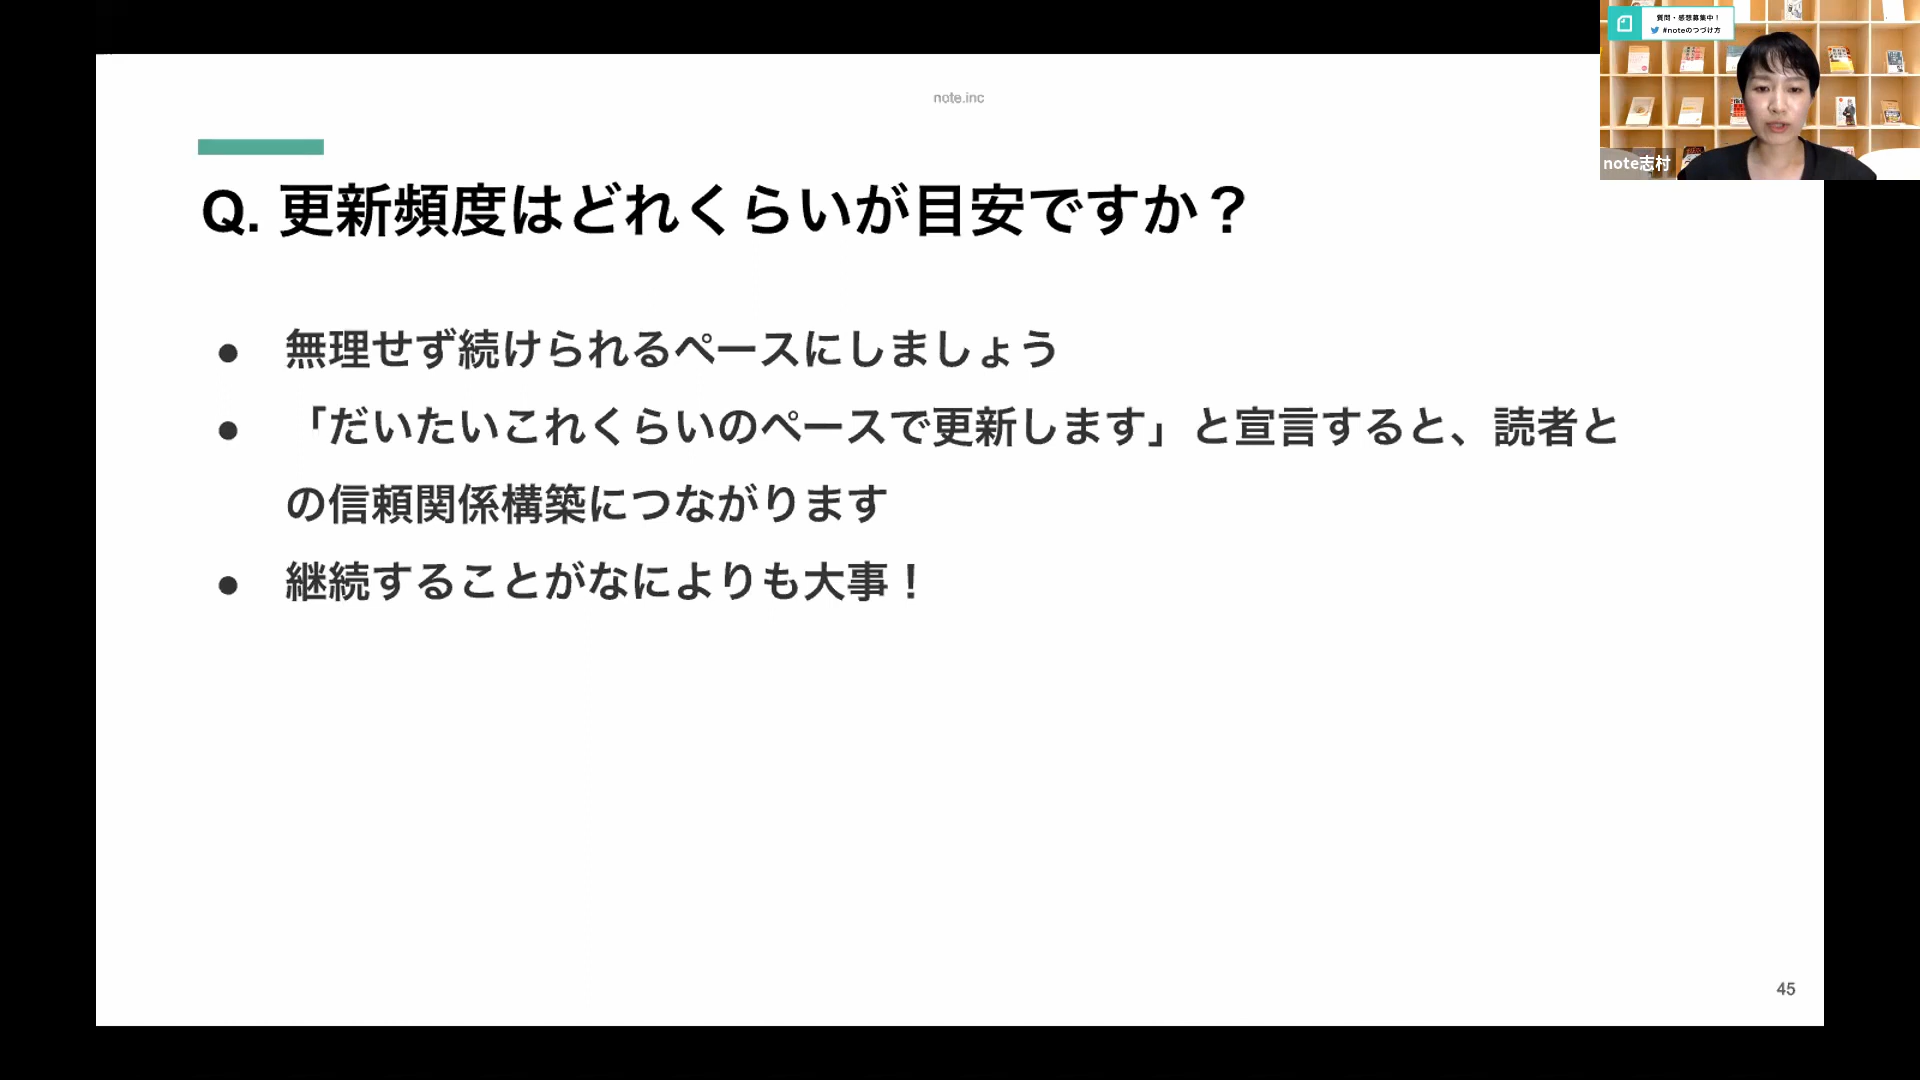 note.inc
質問・感想募集中！
#noteのつづけ方
note志村
Q. 更新頻度はどれくらいが目安ですか？
● 無理せず続けられるペースにしましょう
● 「だいたいこれくらいのペースで更新します」と宣言すると、読者と
の信頼関係構築につながります
● 継続することがなによりも大事！
45